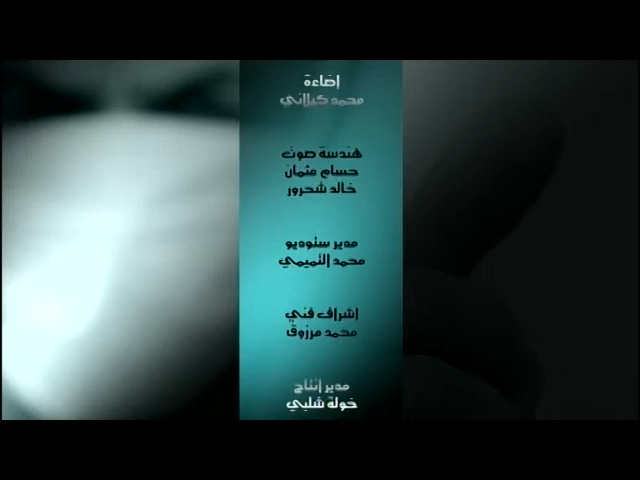 إضاءة
محمد كيلاني
هندسة صوت
حسام عثمان
خالد شحرور
مدير ستوديو
محمد التميمي
اشراف فني
محمد مرزوق
مدير إنتاج
خولة شلبي